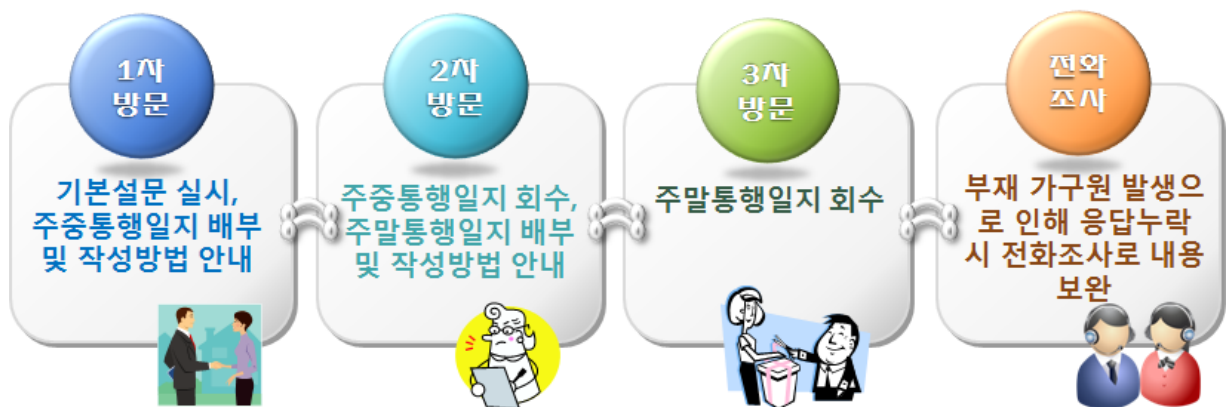 1차
방문
기본설문 실시,
주중통행일지 배부
및 작성방법 안내
2차
방문
주중통행일지 회수,
주말통행일지 배부
및 작성방법 안내
3차
방문
주말통행일지 회수
전화
조사
부재 가구원 발생으
로 인해 응답누락
시 전화조사로 내용
보완